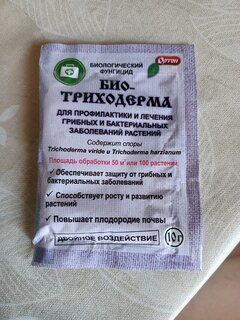 БИОЛОГИЧЕСКИЙ
ФУНГИЦИД
ОРТОН
БИО-
ТРИХОДЕРМА
ДЛЯ ПРОФИЛАКТИКИ И ЛЕЧЕНИЯ
ГРИБНЫХ И БАКТЕРИАЛЬНЫХ
ЗАБОЛЕВАНИЙ РАСТЕНИЙ
Содержит споры
Trichoderma viride и Trichoderma harzianum
Площадь обработки 50 м² или 100 растений
✓ Обеспечивает защиту от грибных и
бактериальных заболеваний
✓ Способствует росту и развитию
растений
✓ Повышает плодородие почвы
ДВОЙНОЕ ВОЗДЕЙСТВИЕ
10 г